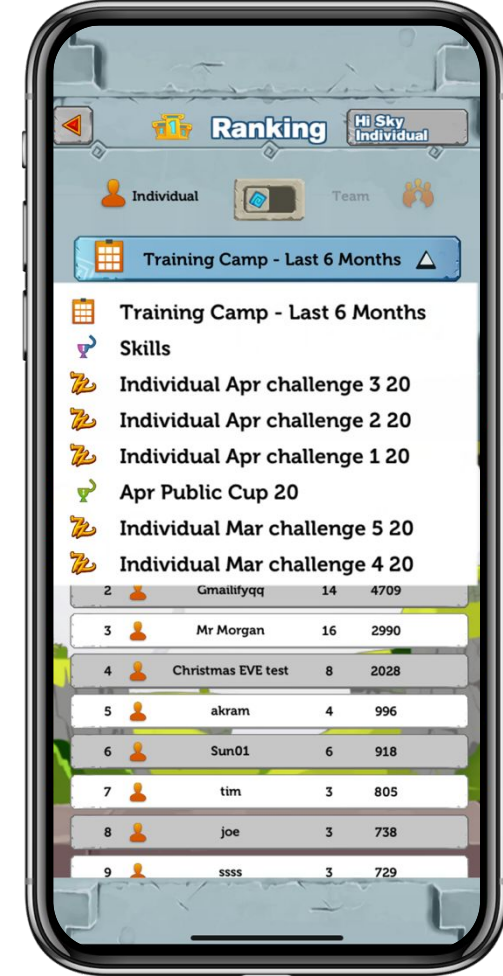 Ranking
Hi Sky
Individual
Individual
Team
Training Camp - Last 6 Months
Training Camp - Last 6 Months
Skills
Individual Apr challenge 3 20
Individual Apr challenge 2 20
Individual Apr challenge 1 20
Apr Public Cup 20
Individual Mar challenge 5 20
Individual Mar challenge 4 20
2 Gmailifyqq 14 4709
3 Mr Morgan 16 2990
4 Christmas EVE test 8 2028
5 akram 4 996
6 Sun01 6 918
7 tim 3 805
8 joe 3 738
9 ssss 3 729